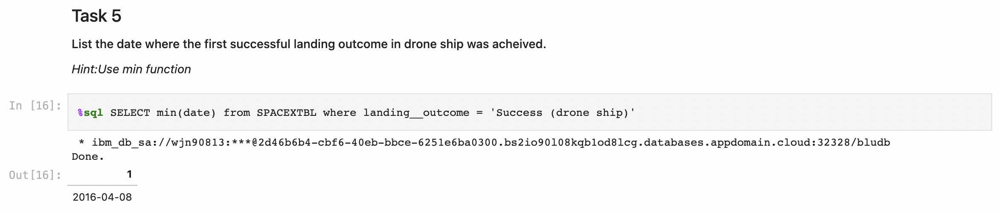 Task 5
List the date where the first successful landing outcome in drone ship was acheived.
Hint:Use min function
In [16]:
%sql SELECT min(date) from SPACEXTBL where landing__outcome = 'Success (drone ship)'
* ibm_db_sa://wjn90813:***@2d46b6b4-cbf6-40eb-bbce-6251e6ba0300.bs2io90l08kqb1od8lcg.databases.appdomain.cloud:32328/bludb
Done.
Out[16]:
1
2016-04-08